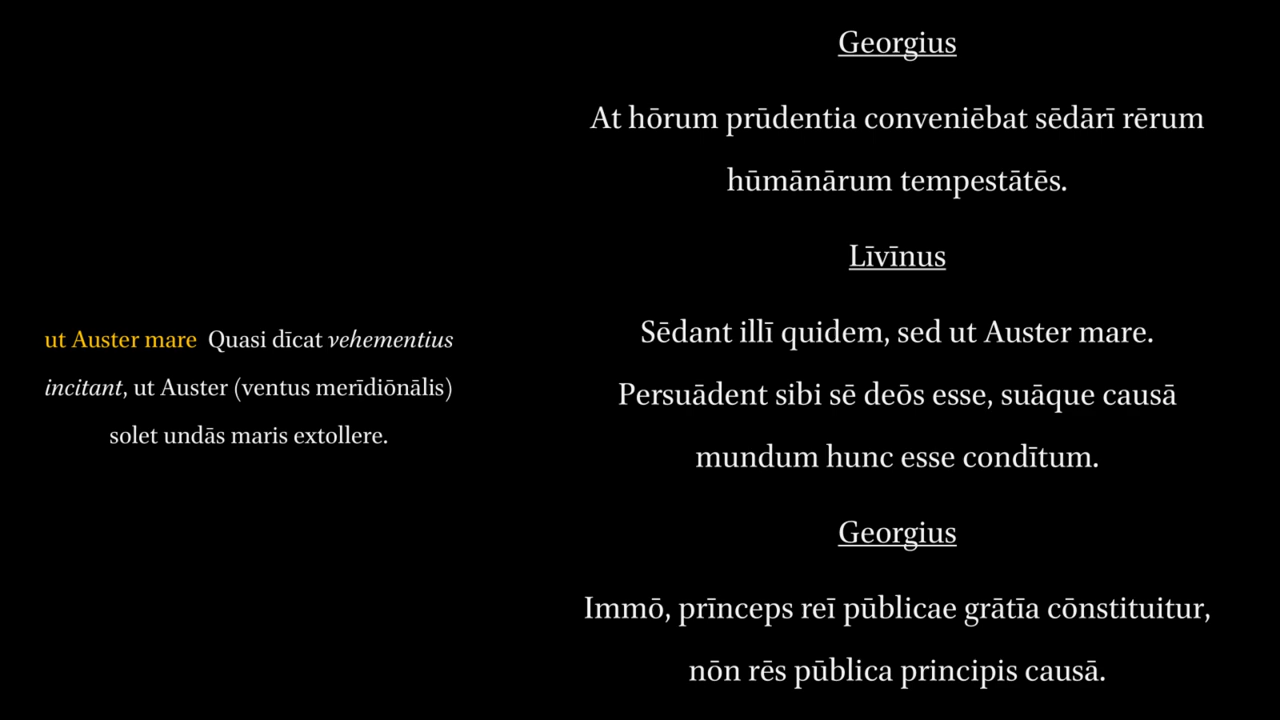 ut Auster mare Quasi dīcat vehementius
incitant, ut Auster (ventus merīdiōnālis)
solet undās maris extollere.
Georgius
At hōrum prūdentia conveniēbat sēdārī rērum
hūmānārum tempestātēs.
Līvīnus
Sēdant illī quidem, sed ut Auster mare.
Persuādent sibi sē deōs esse, suāque causā
mundum hunc esse condītum.
Georgius
Immō, prīnceps reī pūblicae grātīa cōnstituitur,
nōn rēs pūblica principis causā.